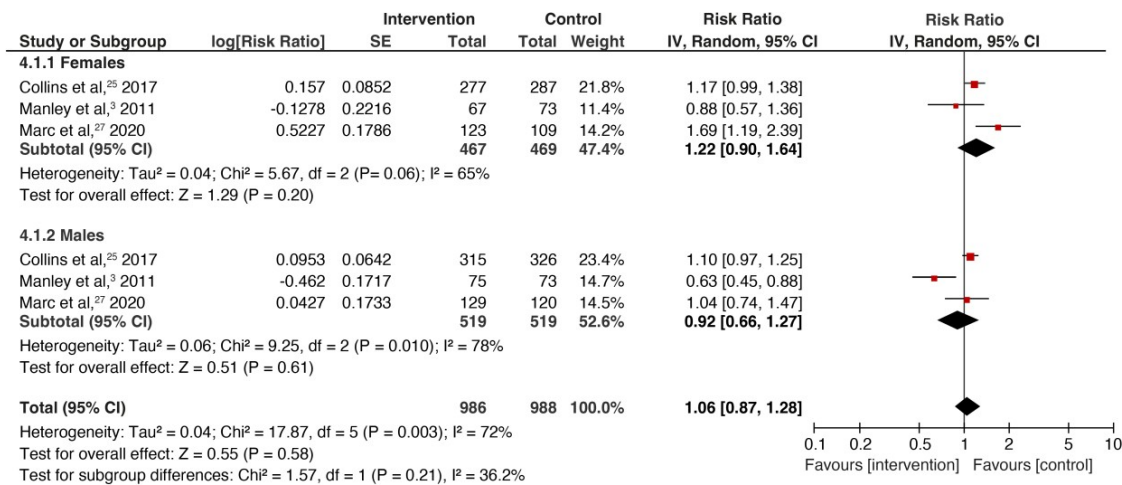 Intervention Control Risk Ratio Risk Ratio
Study or Subgroup log[Risk Ratio] SE Total Total Weight IV, Random, 95% CI IV, Random, 95% CI
4.1.1 Females
Collins et al,²⁵ 2017 0.157 0.0852 277 287 21.8% 1.17 [0.99, 1.38]
Manley et al,³ 2011 -0.1278 0.2216 67 73 11.4% 0.88 [0.57, 1.36]
Marc et al,²⁷ 2020 0.5227 0.1786 123 109 14.2% 1.69 [1.19, 2.39]
Subtotal (95% CI) 467 469 47.4% 1.22 [0.90, 1.64]
Heterogeneity: Tau² = 0.04; Chi² = 5.67, df = 2 (P= 0.06); I² = 65%
Test for overall effect: Z = 1.29 (P = 0.20)
4.1.2 Males
Collins et al,²⁵ 2017 0.0953 0.0642 315 326 23.4% 1.10 [0.97, 1.25]
Manley et al,³ 2011 -0.462 0.1717 75 73 14.7% 0.63 [0.45, 0.88]
Marc et al,²⁷ 2020 0.0427 0.1733 129 120 14.5% 1.04 [0.74, 1.47]
Subtotal (95% CI) 519 519 52.6% 0.92 [0.66, 1.27]
Heterogeneity: Tau² = 0.06; Chi² = 9.25, df = 2 (P = 0.010); I² = 78%
Test for overall effect: Z = 0.51 (P = 0.61)
Total (95% CI) 986 988 100.0% 1.06 [0.87, 1.28]
Heterogeneity: Tau² = 0.04; Chi² = 17.87, df = 5 (P = 0.003); I² = 72%
Test for overall effect: Z = 0.55 (P = 0.58)
Test for subgroup differences: Chi² = 1.57, df = 1 (P = 0.21), I² = 36.2%
0.1 0.2 0.5 1 2 5 10
Favours [intervention] Favours [control]